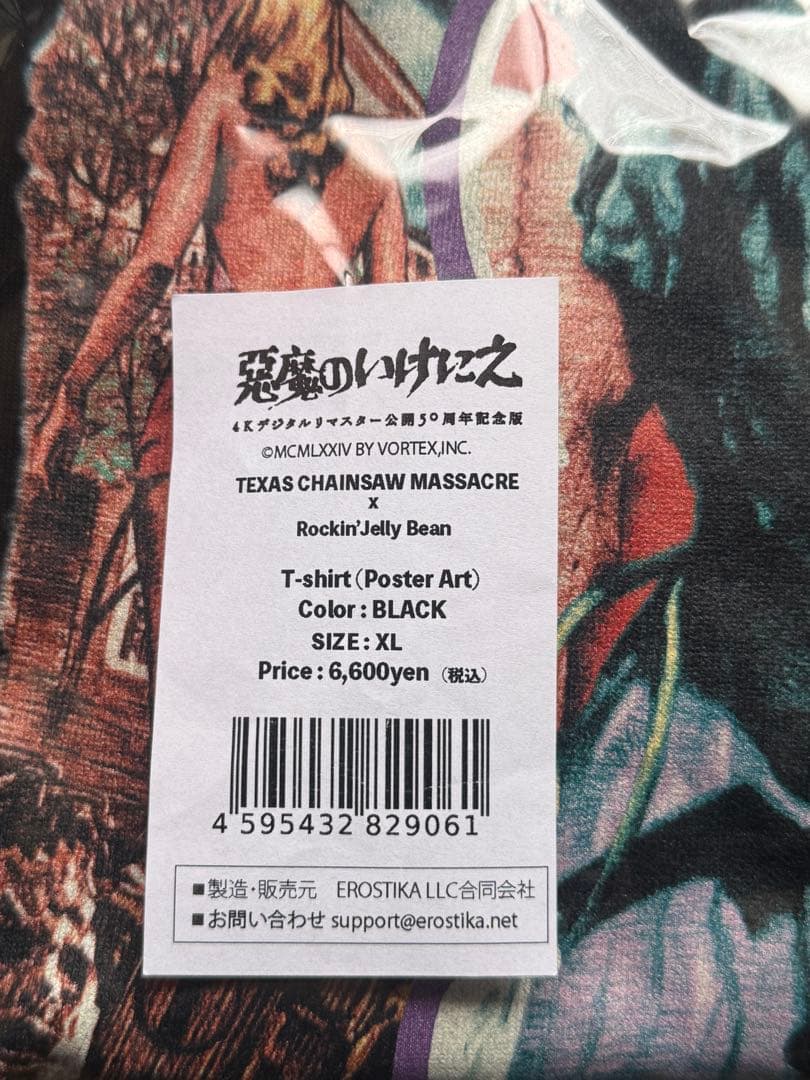 惡魔のいけにえ
4Kデジタルリマスター公開50周年記念版
©MCMLXXIV BY VORTEX,INC.
TEXAS CHAINSAW MASSACRE
X
Rockin'Jelly Bean
T-shirt（Poster Art）
Color : BLACK
SIZE : XL
Price : 6,600yen（税込）
4 595432 829061
■製造・販売元　EROSTIKA LLC合同会社
■お問い合わせ support@erostika.net